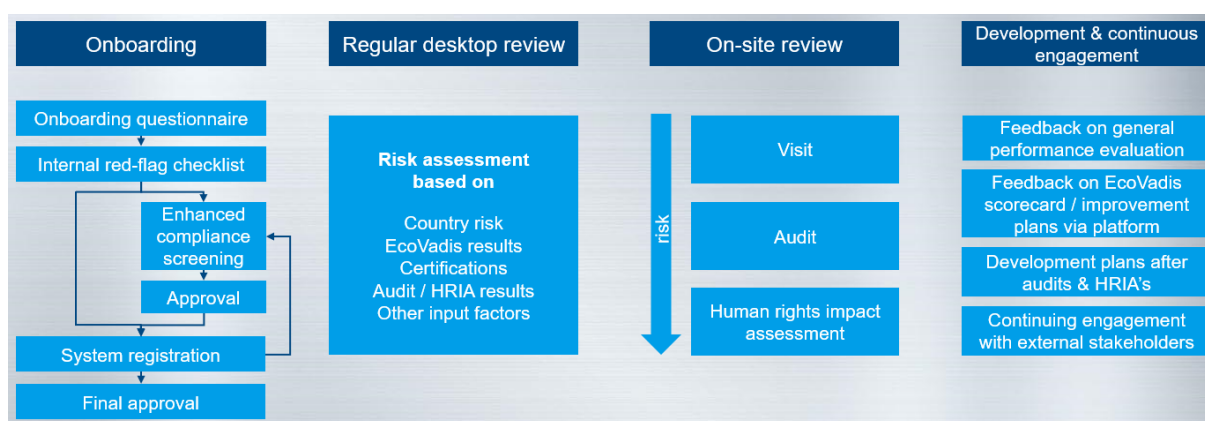 Onboarding
Onboarding questionnaire
Internal red-flag checklist
Enhanced
compliance
screening
Approval
System registration
Final approval
Regular desktop review
Risk assessment
based on
Country risk
EcoVadis results
Certifications
Audit / HRIA results
Other input factors
On-site review
risk
Visit
Audit
Human rights impact
assessment
Development & continuous
engagement
Feedback on general
performance evaluation
Feedback on EcoVadis
scorecard / improvement
plans via platform
Development plans after
audits & HRIA's
Continuing engagement
with external stakeholders